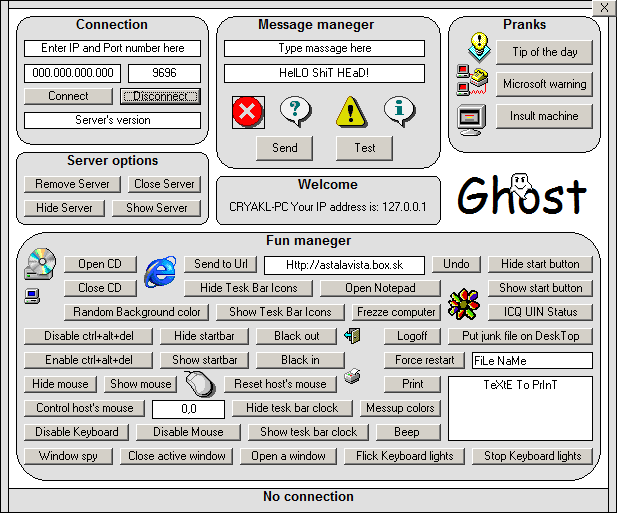 X
Connection
Enter IP and Port number here
000.000.000.000 9696
Connect Disconnect
Server's version
Message maneger
Type massage here
HellLO ShiT HEaD!
Send Test
Pranks
Tip of the day
Microsoft warning
Insult machine
Server options
Remove Server Close Server
Hide Server Show Server
Welcome
CRYAKL-PC Your IP address is: 127.0.0.1
Ghost
Fun maneger
Open CD Send to Url Http://astalavista.box.sk Undo Hide start button
Close CD Hide Tesk Bar Icons Open Notepad Show start button
Random Background color Show Tesk Bar Icons Frezze computer ICQ UIN Status
Disable ctrl+alt+del Hide startbar Black out Logoff Put junk file on DeskTop
Enable ctrl+alt+del Show startbar Black in Force restart FiLe NaMe
Hide mouse Show mouse Reset host's mouse Print TeXtE To PrInT
Control host's mouse 0,0 Hide tesk bar clock Messup colors
Disable Keyboard Disable Mouse Show tesk bar clock Beep
Window spy Close active window Open a window Flick Keyboard lights Stop Keyboard lights
No connection